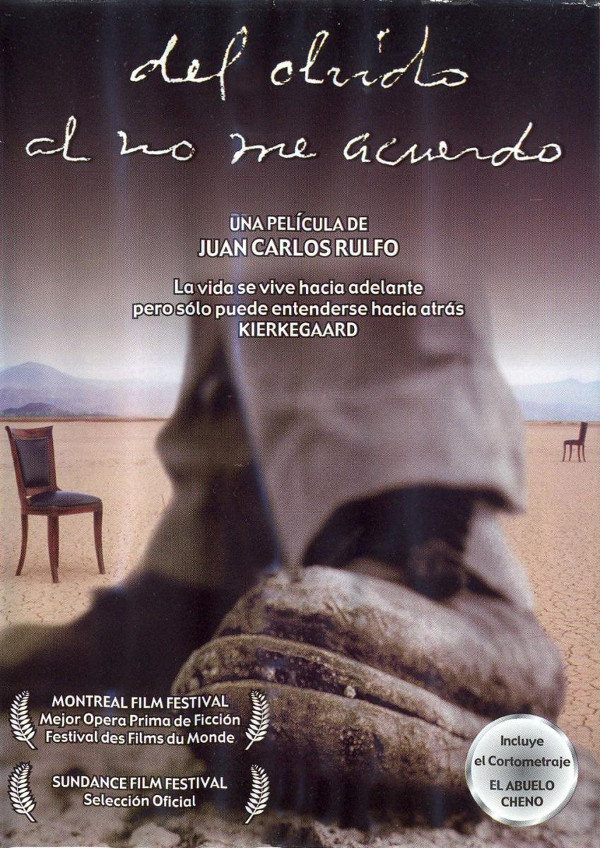 del olvido
al no me acuerdo
UNA PELÍCULA DE
JUAN CARLOS RULFO
La vida se vive hacia adelante
pero sólo puede entenderse hacia atrás
KIERKEGAARD
MONTREAL FILM FESTIVAL
Mejor Opera Prima de Ficción
Festival des Films du Monde
SUNDANCE FILM FESTIVAL
Selección Oficial
Incluye
el Cortometraje
EL ABUELO
CHENO